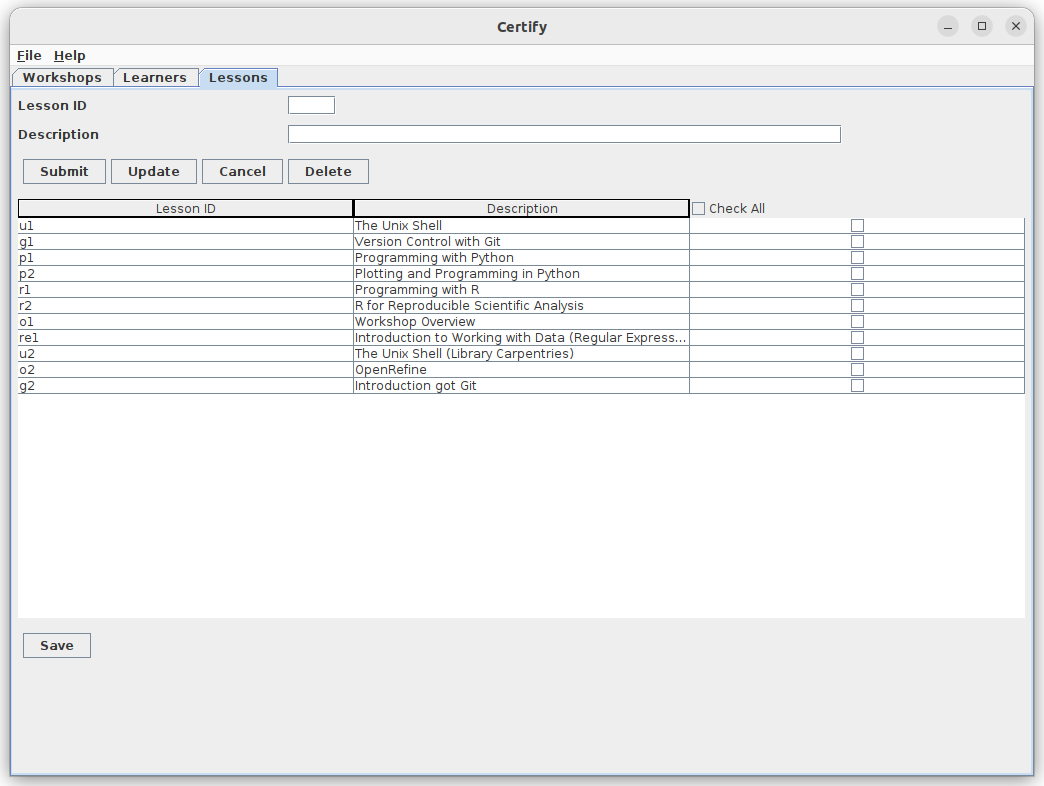 Certify
File Help
Workshops Learners Lessons
Lesson ID
Description
Submit Update Cancel Delete
Lesson ID Description Check All
u1 The Unix Shell
g1 Version Control with Git
p1 Programming with Python
p2 Plotting and Programming in Python
r1 Programming with R
r2 R for Reproducible Scientific Analysis
o1 Workshop Overview
re1 Introduction to Working with Data (Regular Express...
u2 The Unix Shell (Library Carpentries)
o2 OpenRefine
g2 Introduction got Git
Save